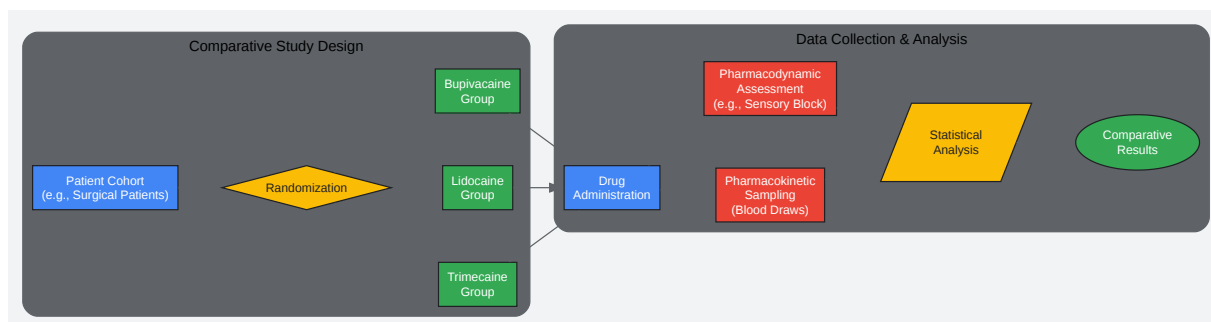 Comparative Study Design
Patient Cohort
(e.g., Surgical Patients)
Randomization
Bupivacaine
Group
Lidocaine
Group
Trimecaine
Group
Data Collection & Analysis
Drug
Administration
Pharmacodynamic
Assessment
(e.g., Sensory Block)
Pharmacokinetic
Sampling
(Blood Draws)
Statistical
Analysis
Comparative
Results